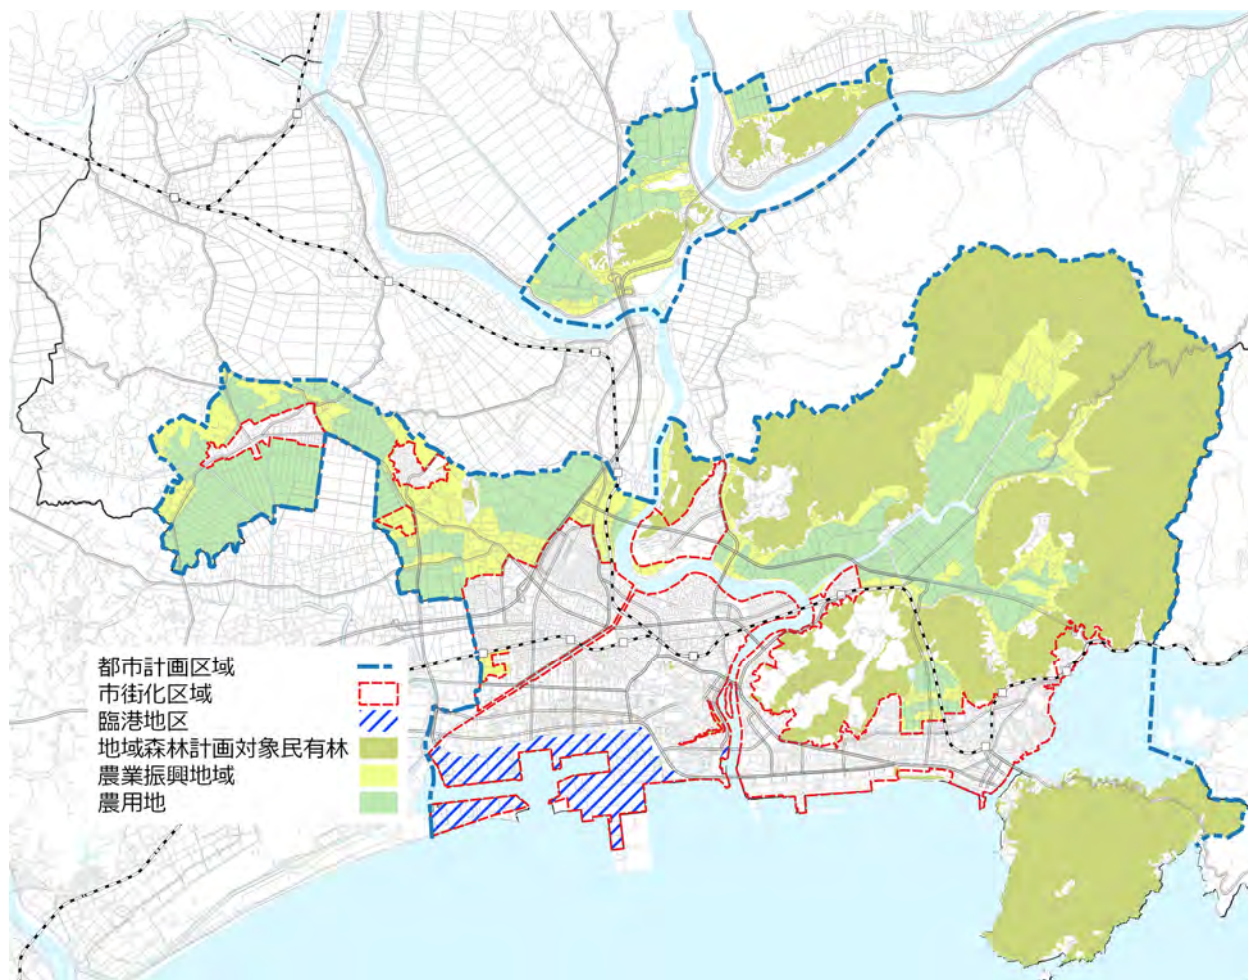 都市計画区域
市街化区域
臨港地区
地域森林計画対象民有林
農業振興地域
農用地